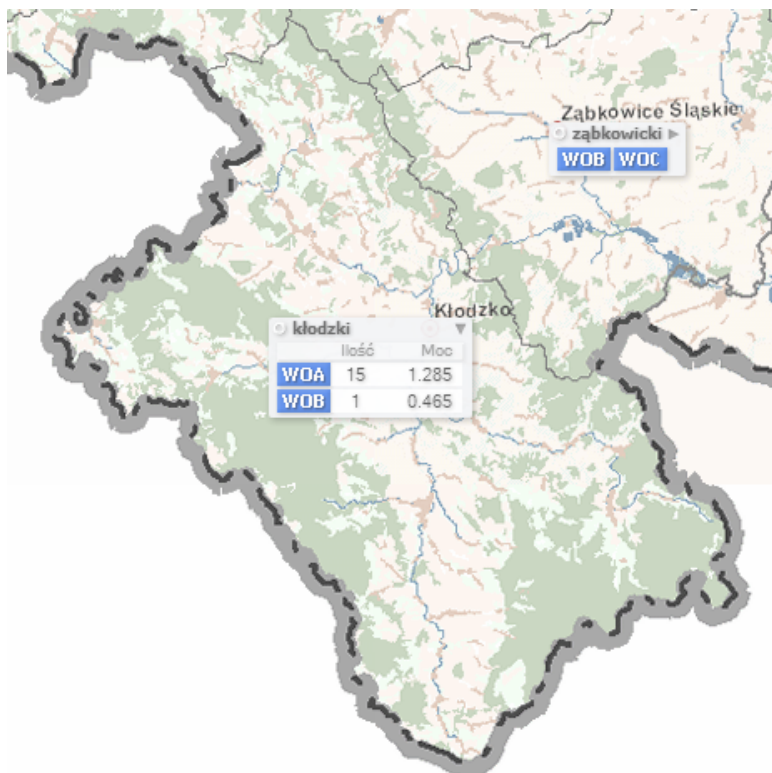 Ząbkowice Śląskie
ząbkowicki
WOB WOC
Kłodzko
kłodzki
Ilość Moc
WOA 15 1.285
WOB 1 0.465